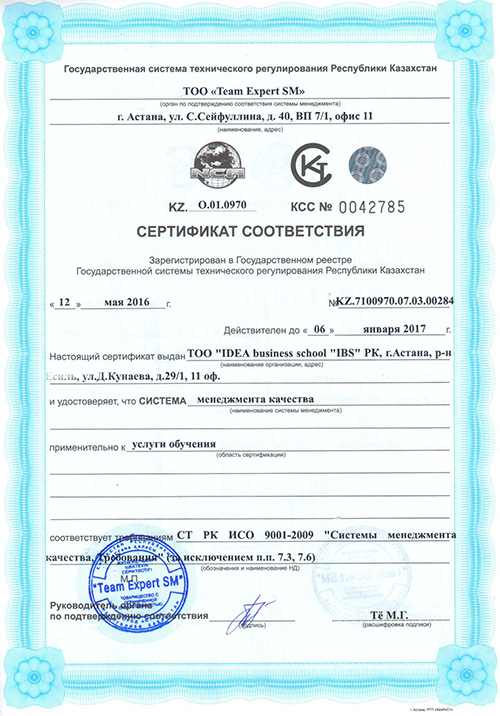 Государственная система технического регулирования Республики Казахстан
ТОО «Team Expert SM»
(орган по подтверждению соответствия системы менеджмента)
г. Астана, ул. С.Сейфуллина, д. 40, ВП 7/1, офис 11
(наименование, адрес)
NCA
KZ. О.01.0970 КСС № 0042785
СЕРТИФИКАТ СООТВЕТСТВИЯ
Зарегистрирован в Государственном реестре
Государственной системы технического регулирования Республики Казахстан
« 12 » мая 2016 г. №KZ.7100970.07.03.00284
Действителен до « 06 » января 2017 г.
Настоящий сертификат выдан ТОО "IDEA business school "IBS" РК, г.Астана, р-н
(наименование организации, адрес)
Есиль, ул.Д.Кунаева, д.29/1, 11 оф.
и удостоверяет, что СИСТЕМА менеджмента качества
(наименование системы менеджмента)
применительно к услуги обучения
(область сертификации)
соответствует требованиям СТ РК ИСО 9001-2009 "Системы менеджмента
качества. Требования" (за исключением п.п. 7.3, 7.6)
(обозначения и наименование НД)
М.П.
"Team Expert SM"
Руководитель органа
по подтверждению соответствия Тё М.Г.
(подпись) (расшифровка подписи)